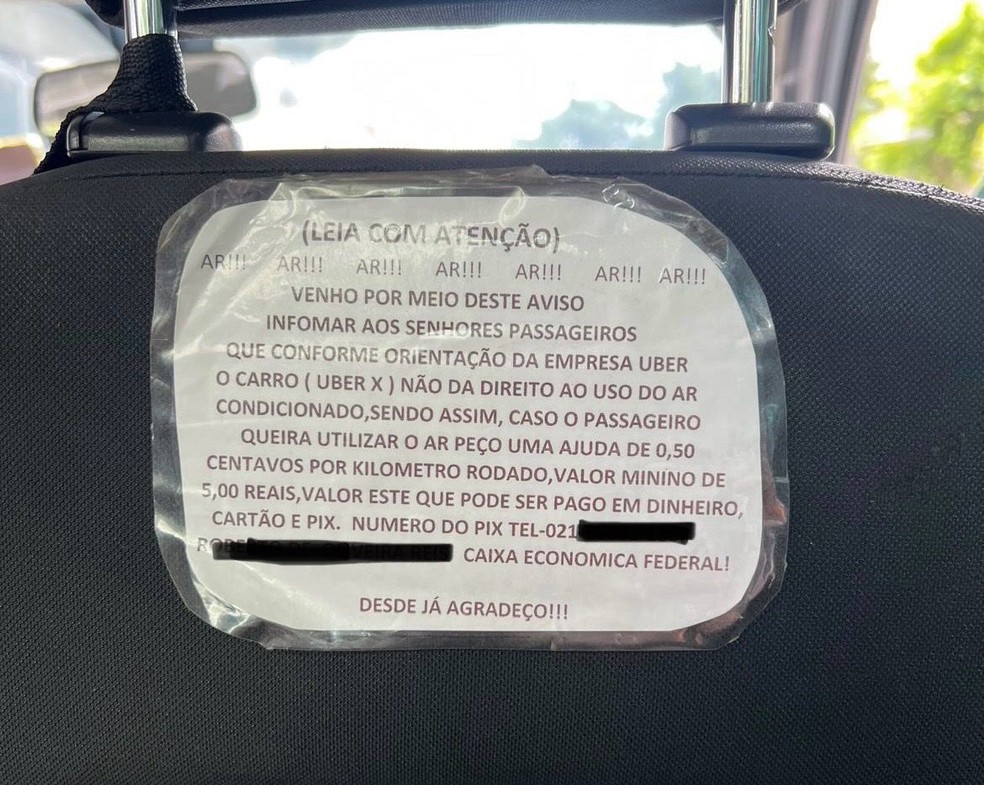 (LEIA COM ATENÇÃO)
AR!!! AR!!! AR!!! AR!!! AR!!! AR!!! AR!!!
VENHO POR MEIO DESTE AVISO
INFOMAR AOS SENHORES PASSAGEIROS
QUE CONFORME ORIENTAÇÃO DA EMPRESA UBER
O CARRO ( UBER X ) NÃO DA DIREITO AO USO DO AR
CONDICIONADO,SENDO ASSIM, CASO O PASSAGEIRO
QUEIRA UTILIZAR O AR PEÇO UMA AJUDA DE 0,50
CENTAVOS POR KILOMETRO RODADO,VALOR MININO DE
5,00 REAIS,VALOR ESTE QUE PODE SER PAGO EM DINHEIRO,
CARTÃO E PIX. NUMERO DO PIX TEL-021
CAIXA ECONOMICA FEDERAL!
DESDE JÁ AGRADEÇO!!!